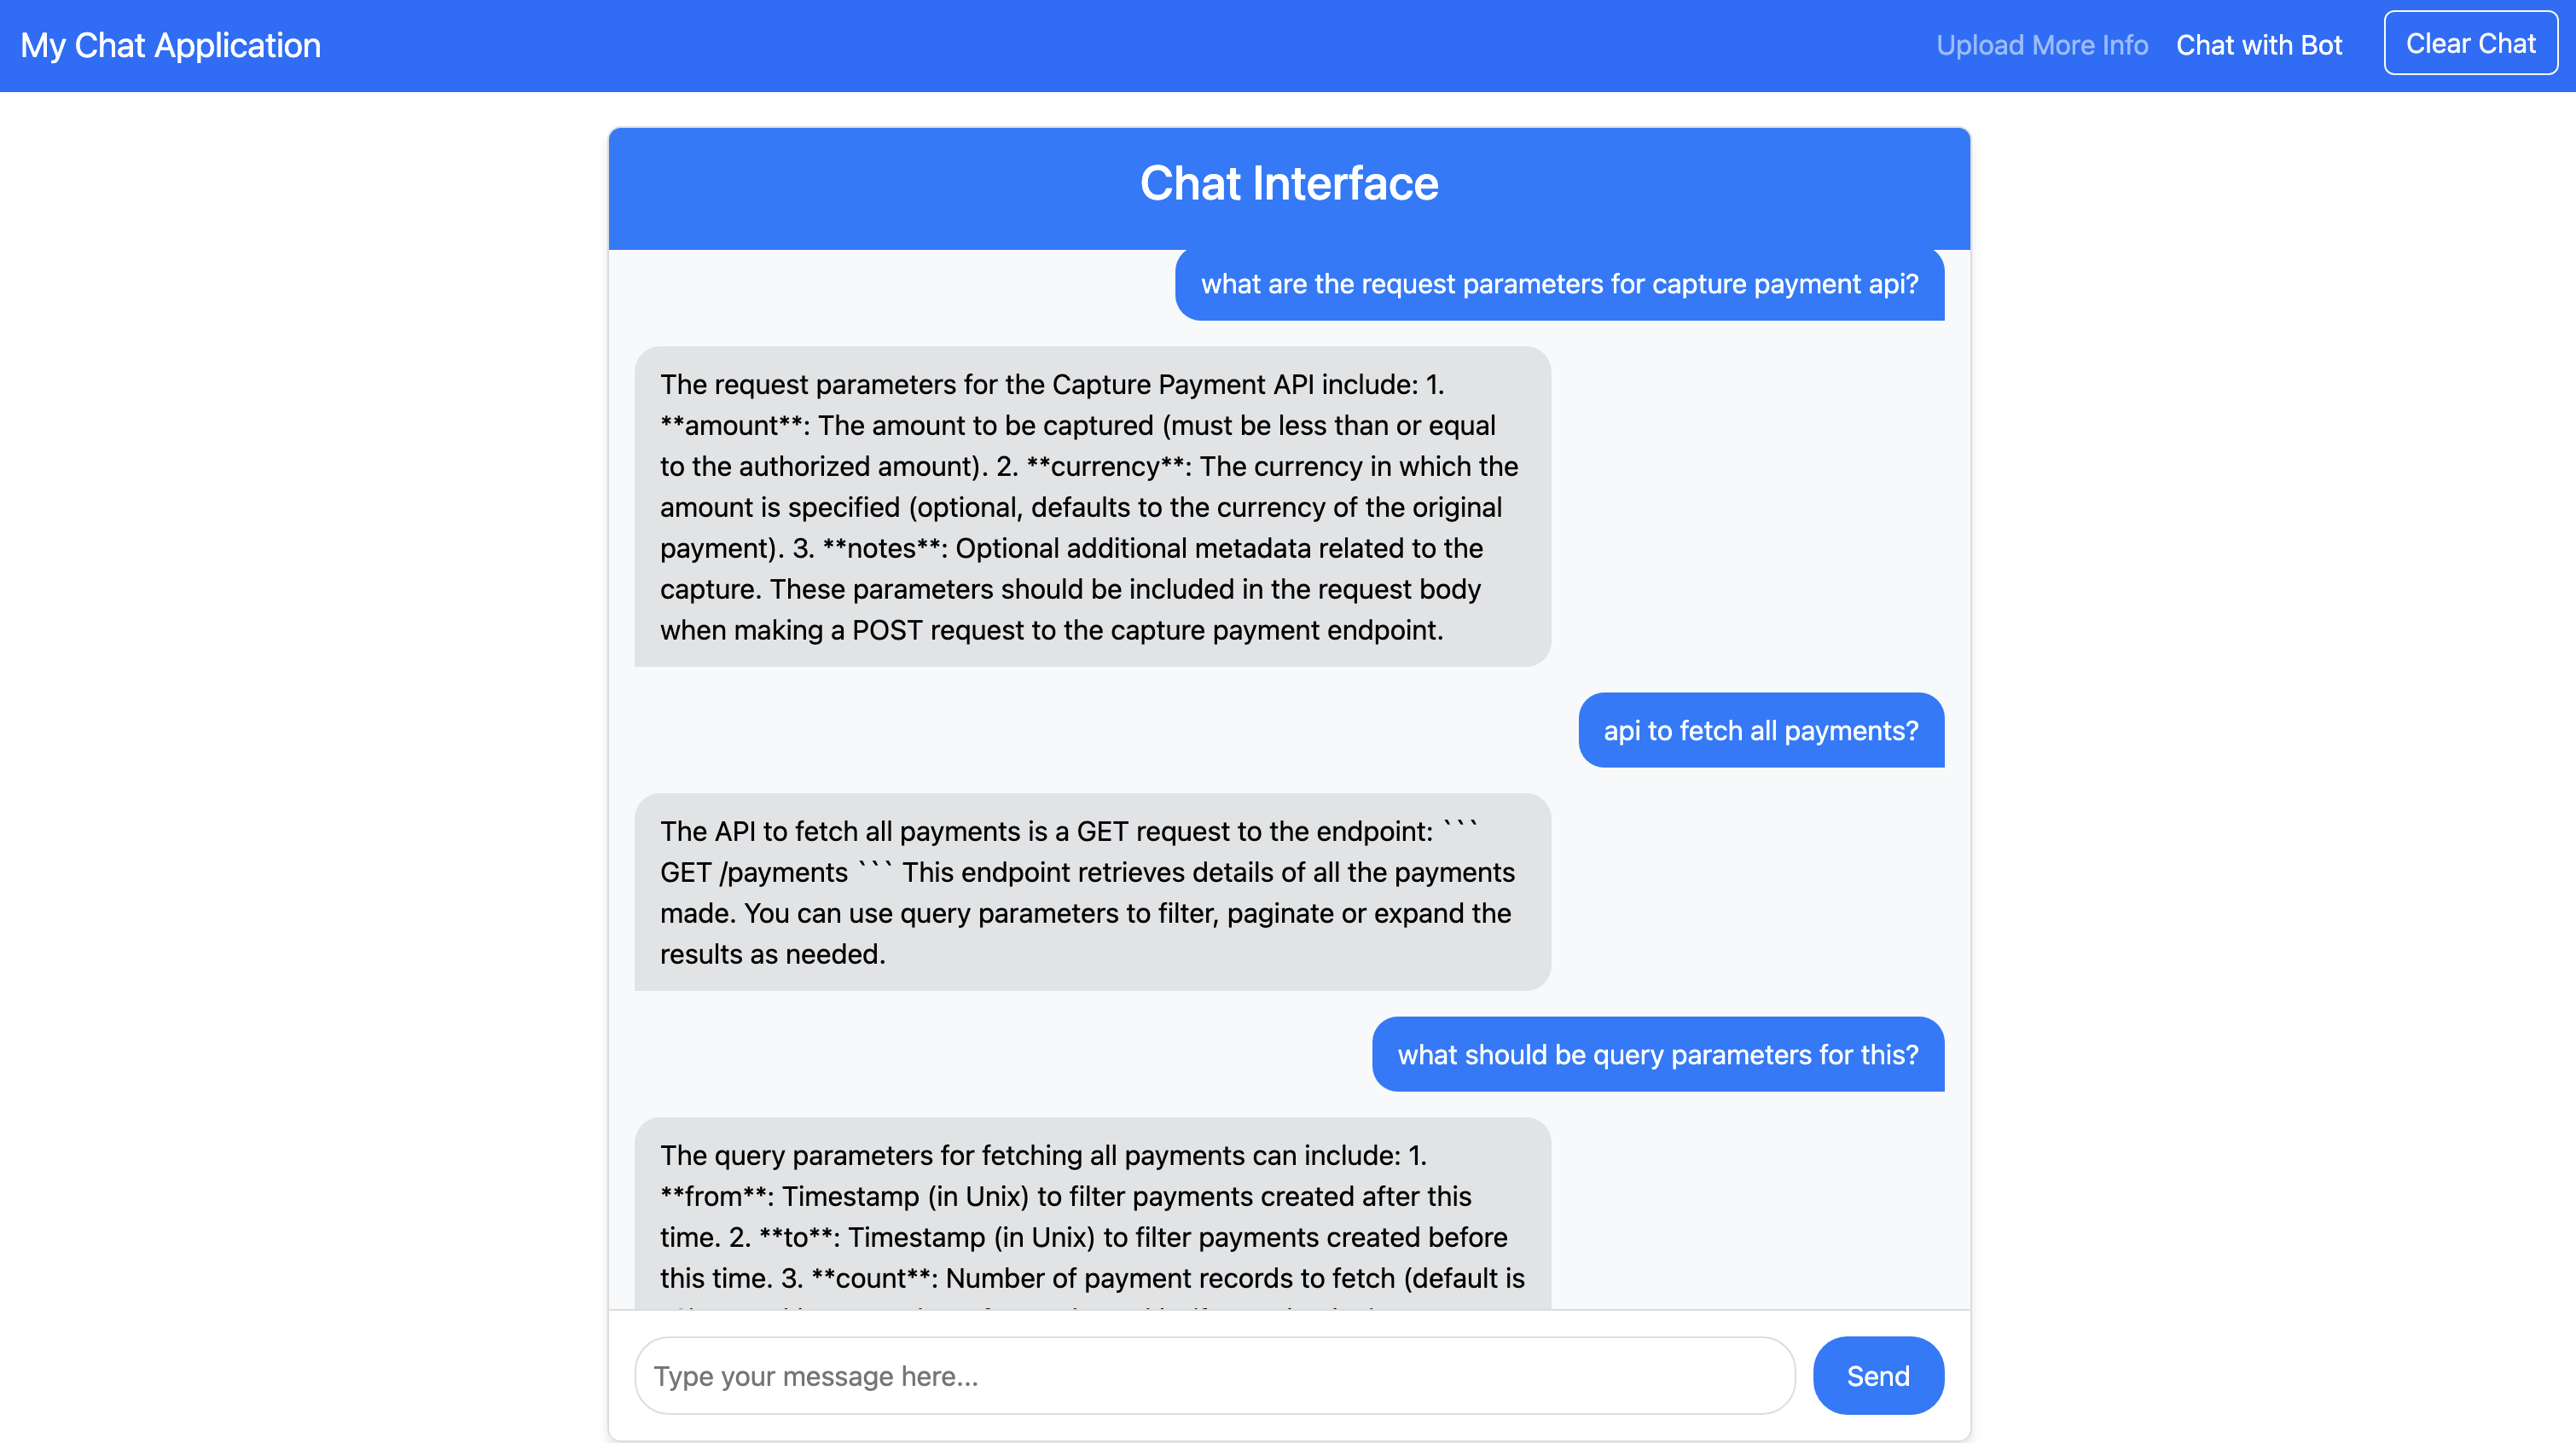 My Chat Application
Upload More Info
Chat with Bot
Clear Chat
Chat Interface
what are the request parameters for capture payment api?
The request parameters for the Capture Payment API include: 1.
**amount**: The amount to be captured (must be less than or equal
to the authorized amount). 2. **currency**: The currency in which the
amount is specified (optional, defaults to the currency of the original
payment). 3. **notes**: Optional additional metadata related to the
capture. These parameters should be included in the request body
when making a POST request to the capture payment endpoint.
api to fetch all payments?
The API to fetch all payments is a GET request to the endpoint: ```
GET /payments ``` This endpoint retrieves details of all the payments
made. You can use query parameters to filter, paginate or expand the
results as needed.
what should be query parameters for this?
The query parameters for fetching all payments can include: 1.
**from**: Timestamp (in Unix) to filter payments created after this
time. 2. **to**: Timestamp (in Unix) to filter payments created before
this time. 3. **count**: Number of payment records to fetch (default is
Type your message here...
Send